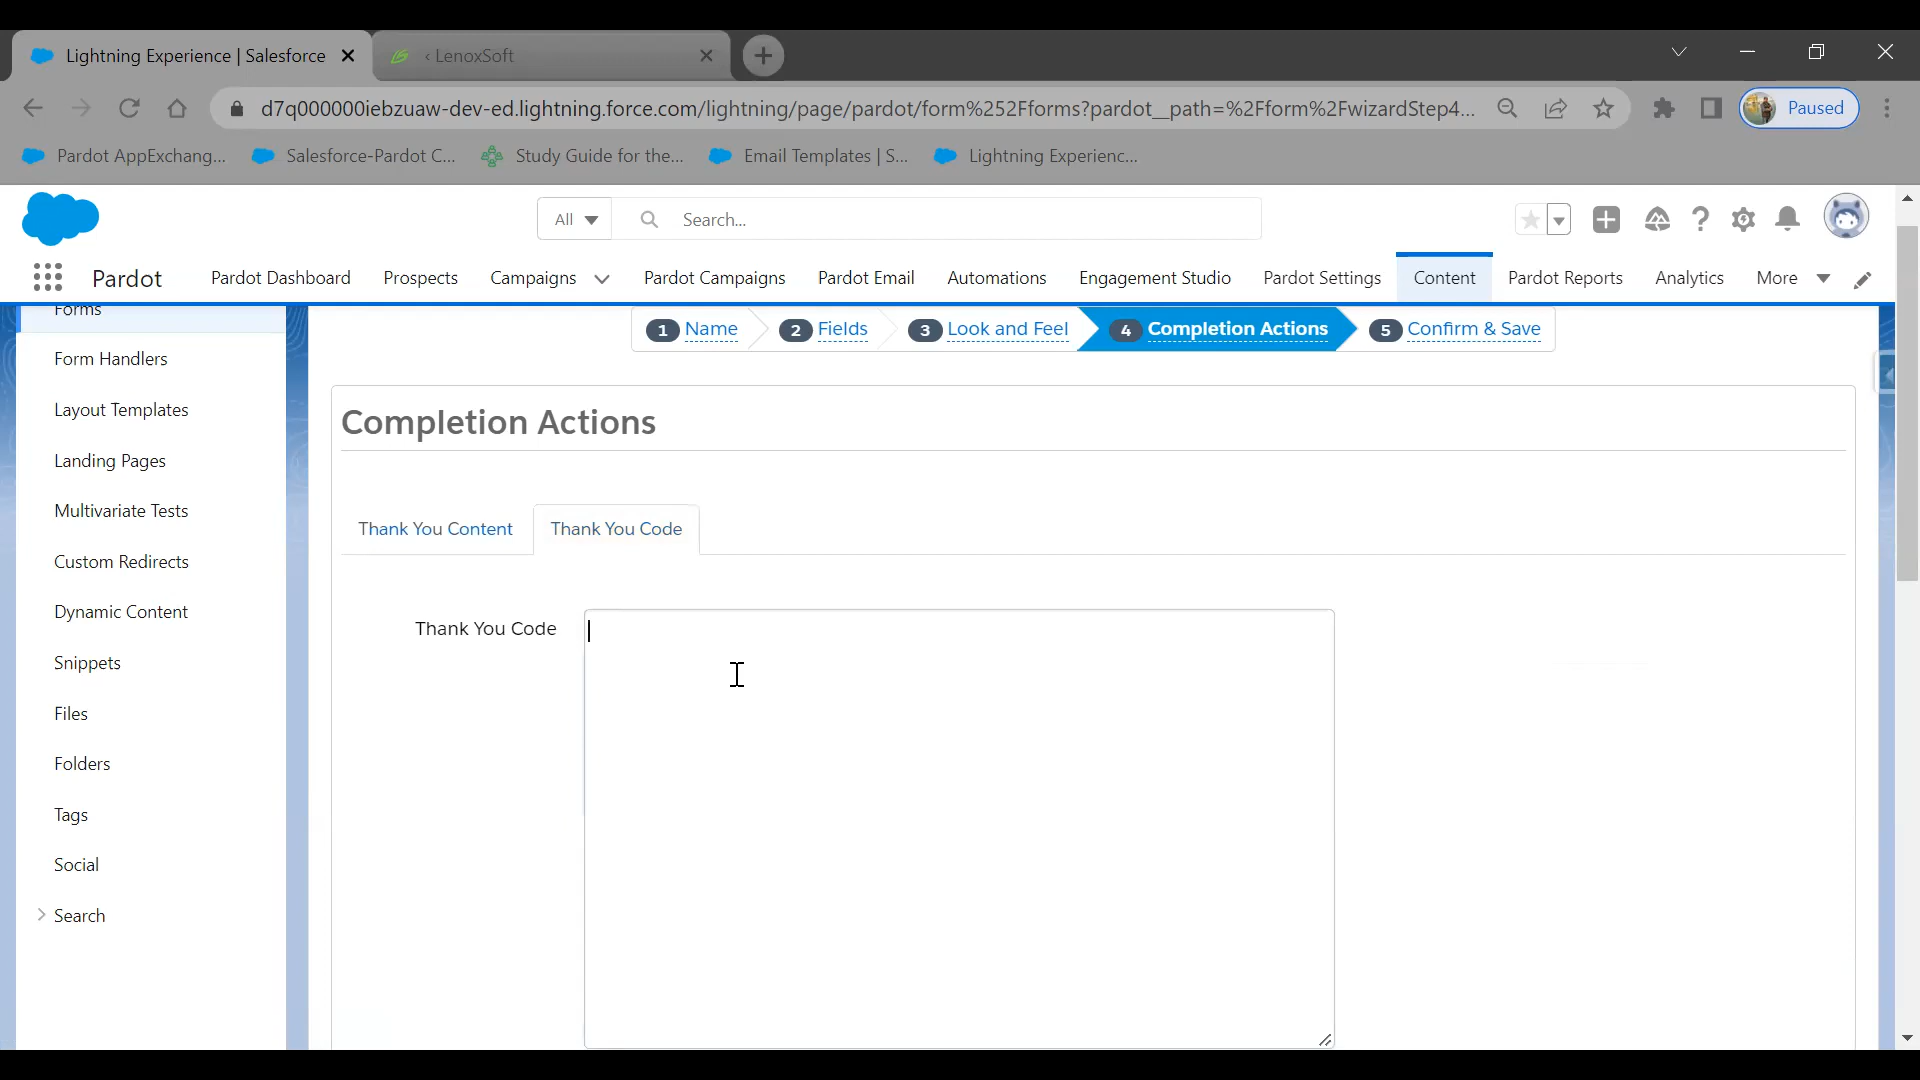 Lightning Experience | Salesforce
‹ LenoxSoft
d7q000000iebzuaw-dev-ed.lightning.force.com/lightning/page/pardot/form%252Fforms?pardot__path=%2Fform%2FwizardStep4...
Paused
Pardot AppExchang...
Salesforce-Pardot C...
Study Guide for the...
Email Templates | S...
Lightning Experienc...
All
Search...
Pardot
Pardot Dashboard
Prospects
Campaigns
Pardot Campaigns
Pardot Email
Automations
Engagement Studio
Pardot Settings
Content
Pardot Reports
Analytics
More
Forms
Form Handlers
Layout Templates
Landing Pages
Multivariate Tests
Custom Redirects
Dynamic Content
Snippets
Files
Folders
Tags
Social
Search
1 Name
2 Fields
3 Look and Feel
4 Completion Actions
5 Confirm & Save
Completion Actions
Thank You Content
Thank You Code
Thank You Code